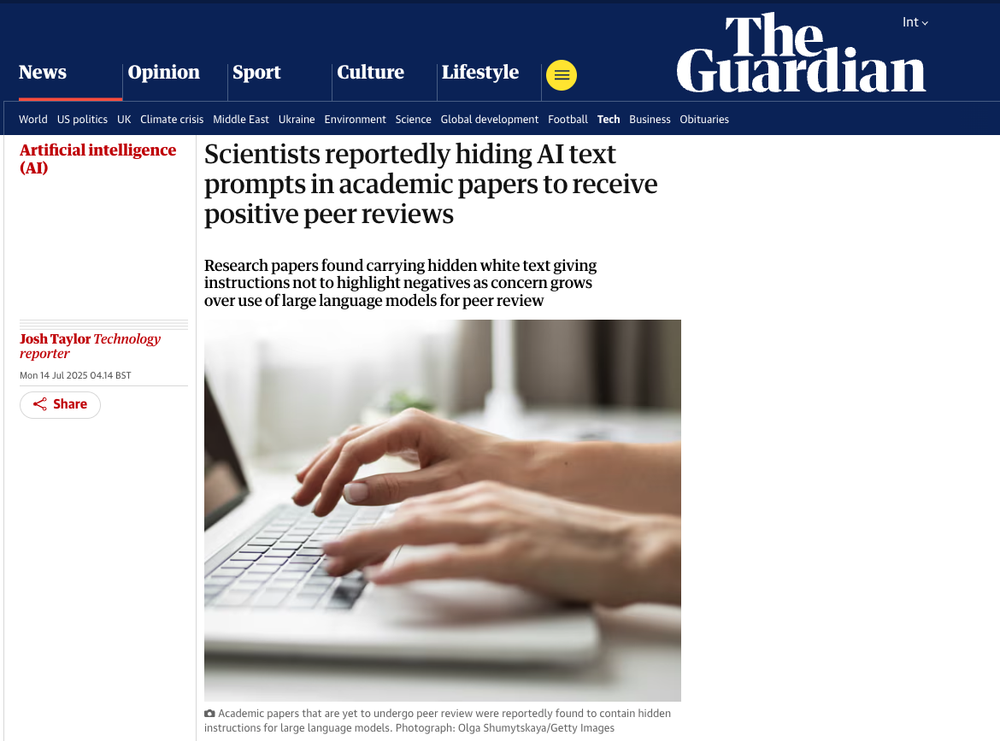 The Guardian
Int
News
Opinion
Sport
Culture
Lifestyle
World US politics UK Climate crisis Middle East Ukraine Environment Science Global development Football Tech Business Obituaries
Artificial intelligence
(AI)
Scientists reportedly hiding AI text
prompts in academic papers to receive
positive peer reviews
Research papers found carrying hidden white text giving
instructions not to highlight negatives as concern grows
over use of large language models for peer review
Josh Taylor Technology
reporter
Mon 14 Jul 2025 04.14 BST
Share
Academic papers that are yet to undergo peer review were reportedly found to contain hidden
instructions for large language models. Photograph: Olga Shumytskaya/Getty Images